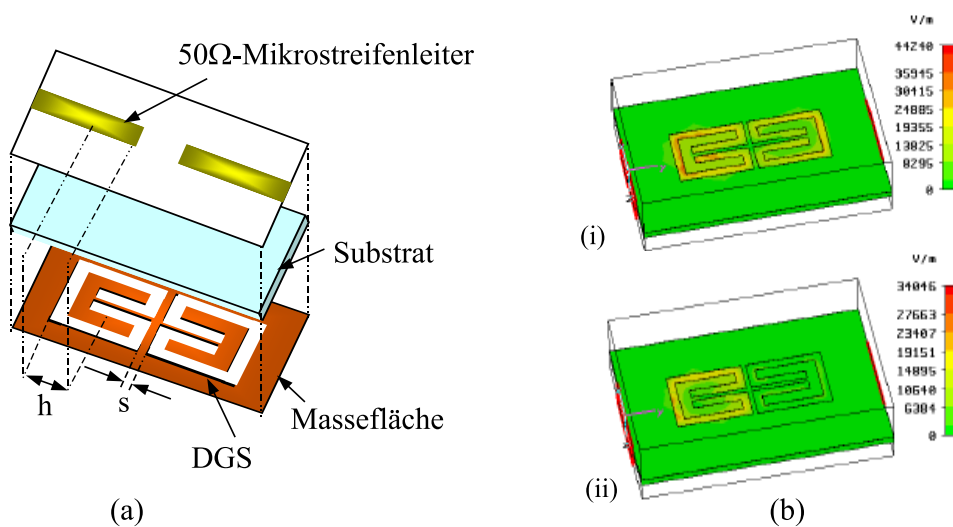 50Ω-Mikrostreifenleiter
Substrat
h
s
Massefläche
DGS
(a)
V/m
44240
35945
30415
24885
19355
13825
8295
0
(i)
V/m
34046
27663
23407
19151
14895
10640
6384
0
(ii)
(b)